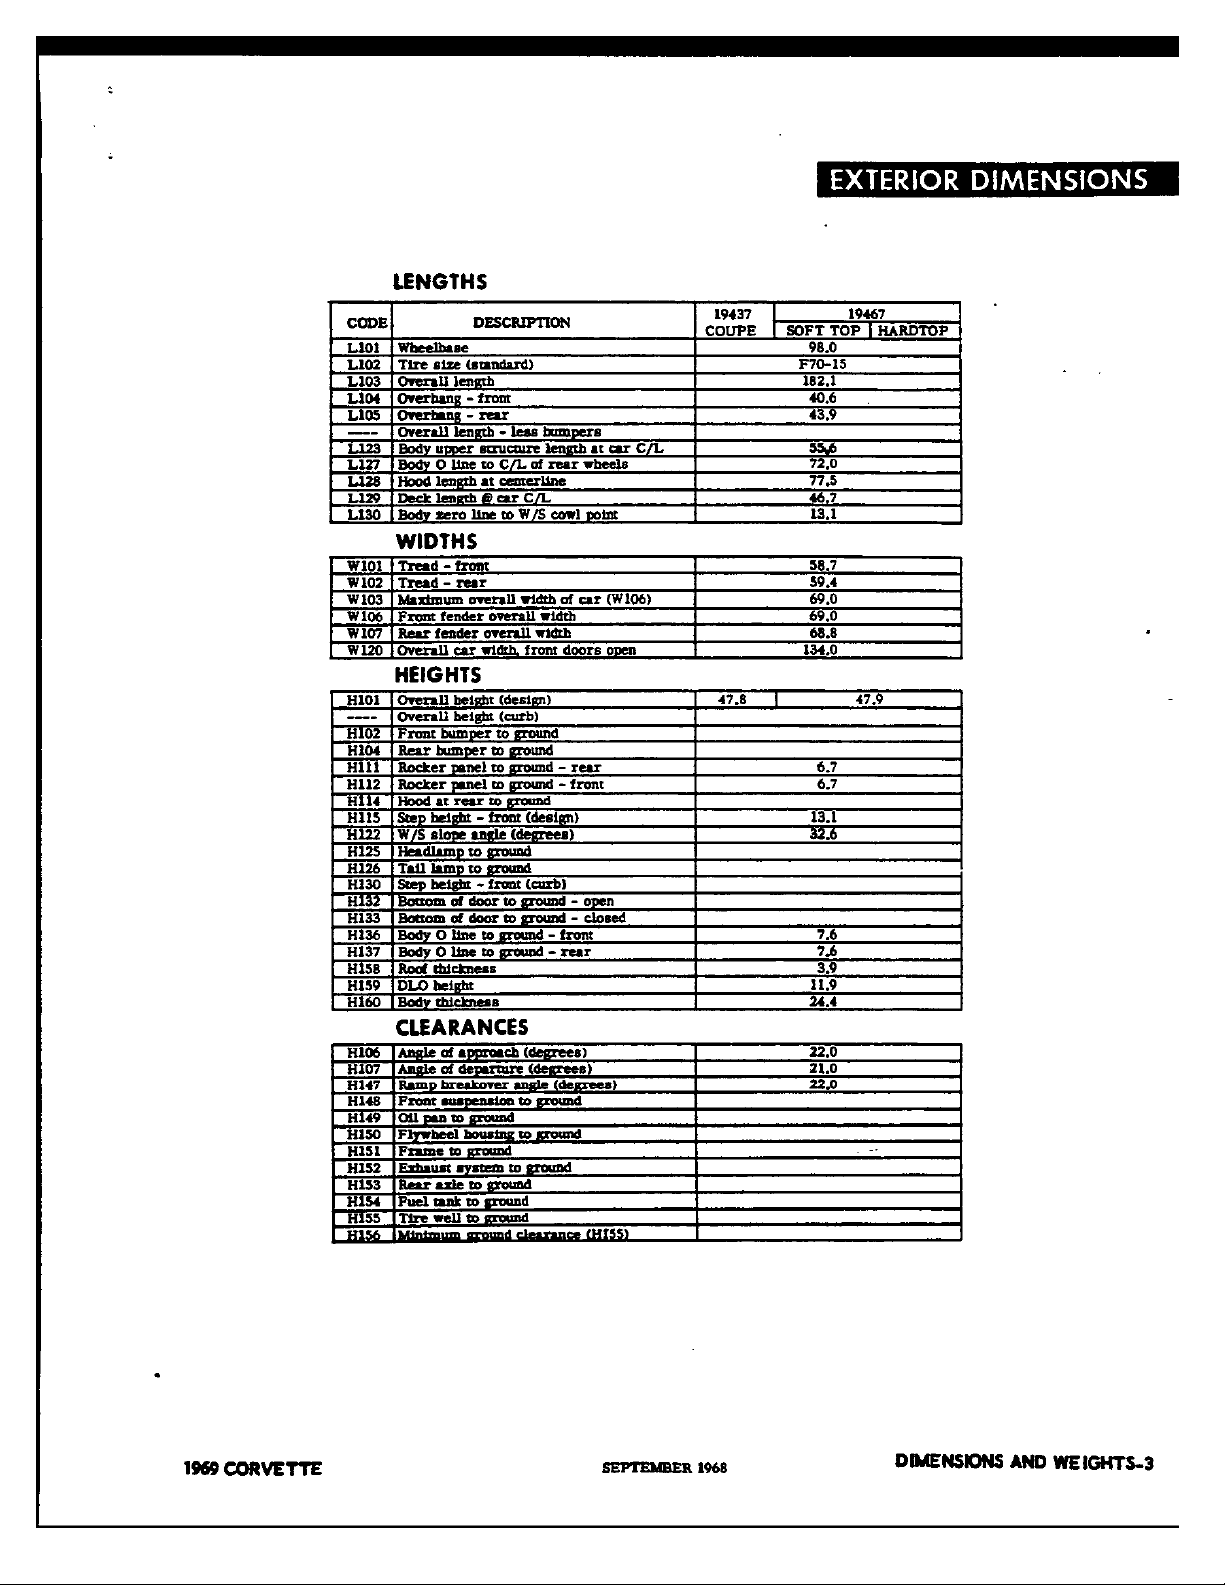 EXTERIOR DIMENSIONS
LENGTHS
CODE DESCRIPTION 19437 COUPE 19467 SOFT TOP HARDTOP
L101 Wheelbase 98.0
L102 Tire size (standard) F70-15
L103 Overall length 182.1
L104 Overhang - front 40.6
L105 Overhang - rear 43.9
---- Overall length - less bumpers
L123 Body upper structure length at car C/L 55.6
L127 Body O line to C/L of rear wheels 72.0
L128 Hood length at centerline 77.5
L129 Deck length @ car C/L 46.7
L130 Body zero line to W/S cowl point 13.1
WIDTHS
W101 Tread - front 58.7
W102 Tread - rear 59.4
W103 Maximum overall width of car (W106) 69.0
W106 Front fender overall width 69.0
W107 Rear fender overall width 68.8
W120 Overall car width, front doors open 134.0
HEIGHTS
H101 Overall height (design) 47.8 47.9
---- Overall height (curb)
H102 Front bumper to ground
H104 Rear bumper to ground
H111 Rocker panel to ground - rear 6.7
H112 Rocker panel to ground - front 6.7
H114 Hood at rear to ground
H115 Step height - front (design) 13.1
H122 W/S slope angle (degrees) 32.6
H125 Headlamp to ground
H126 Tail lamp to ground
H130 Step height - front (curb)
H132 Bottom of door to ground - open
H133 Bottom of door to ground - closed
H136 Body O line to ground - front 7.6
H137 Body O line to ground - rear 7.6
H158 Roof thickness 3.9
H159 DLO height 11.9
H160 Body thickness 24.4
CLEARANCES
H106 Angle of approach (degrees) 22.0
H107 Angle of departure (degrees) 21.0
H147 Ramp breakover angle (degrees) 22.0
H148 Front suspension to ground
H149 Oil pan to ground
H150 Flywheel housing to ground
H151 Frame to ground
H152 Exhaust system to ground
H153 Rear axle to ground
H154 Fuel tank to ground
H155 Tire well to ground
H156 Minimum ground clearance (H155)
1969 CORVETTE SEPTEMBER 1968 DIMENSIONS AND WEIGHTS-3